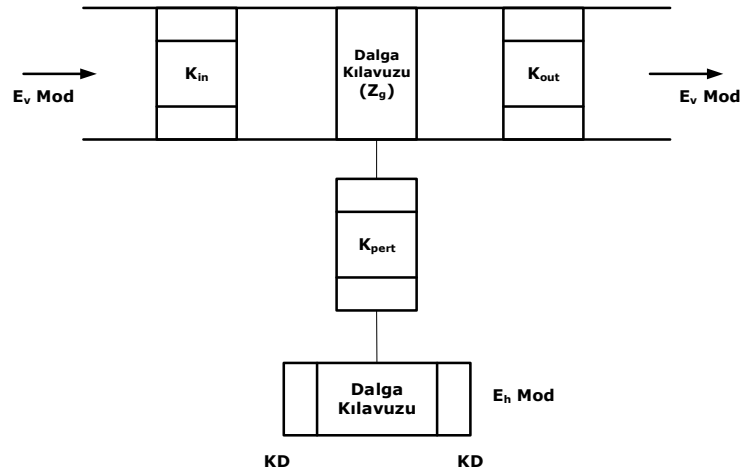 Dalga
Kılavuzu
(Zg)
Kin
Kout
Ev Mod
Ev Mod
Kpert
Dalga
Kılavuzu
Eh Mod
KD
KD